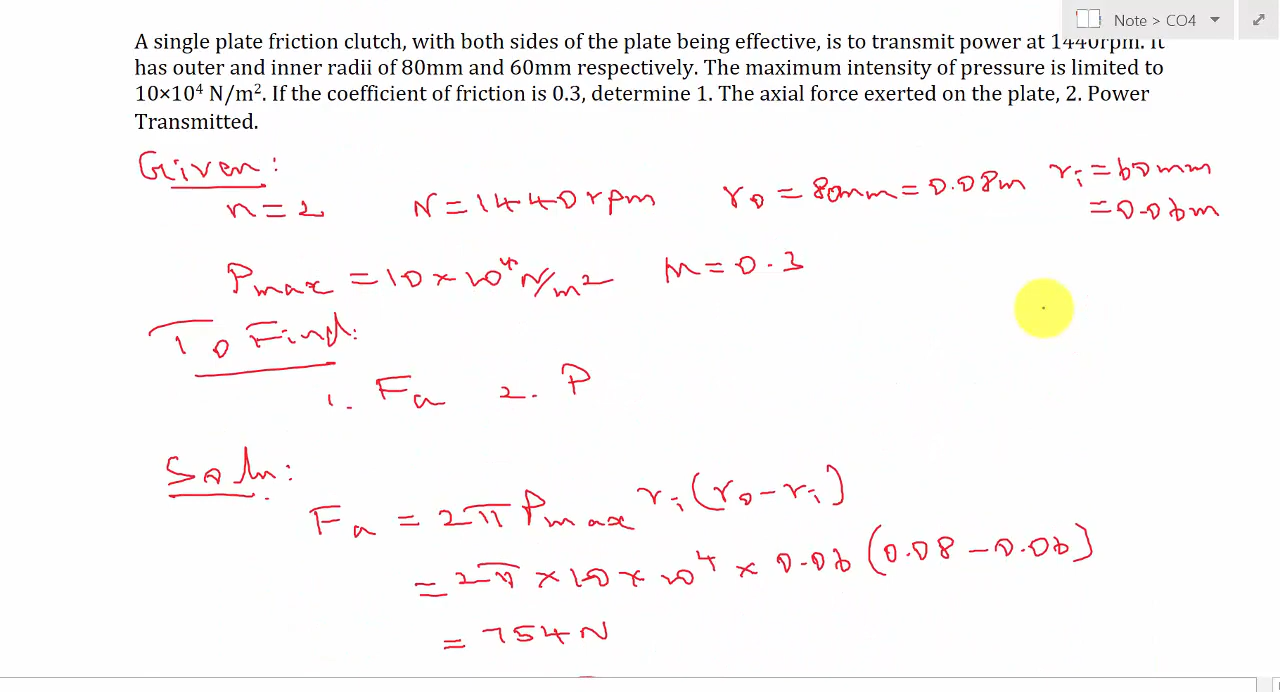 Note > CO4
A single plate friction clutch, with both sides of the plate being effective, is to transmit power at 1440rpm. It
has outer and inner radii of 80mm and 60mm respectively. The maximum intensity of pressure is limited to
10×10⁴ N/m². If the coefficient of friction is 0.3, determine 1. The axial force exerted on the plate, 2. Power
Transmitted.
Given:
n = 2 N = 1440rpm r₀ = 80mm = 0.08m rᵢ = 60mm
= 0.06m
Pmax = 10 × 10⁴ N/m² μ = 0.3
To Find:
1. Fa 2. P
Soln:
Fa = 2π Pmax rᵢ (r₀ - rᵢ)
= 2π × 10 × 10⁴ × 0.06 (0.08 - 0.06)
= 754N